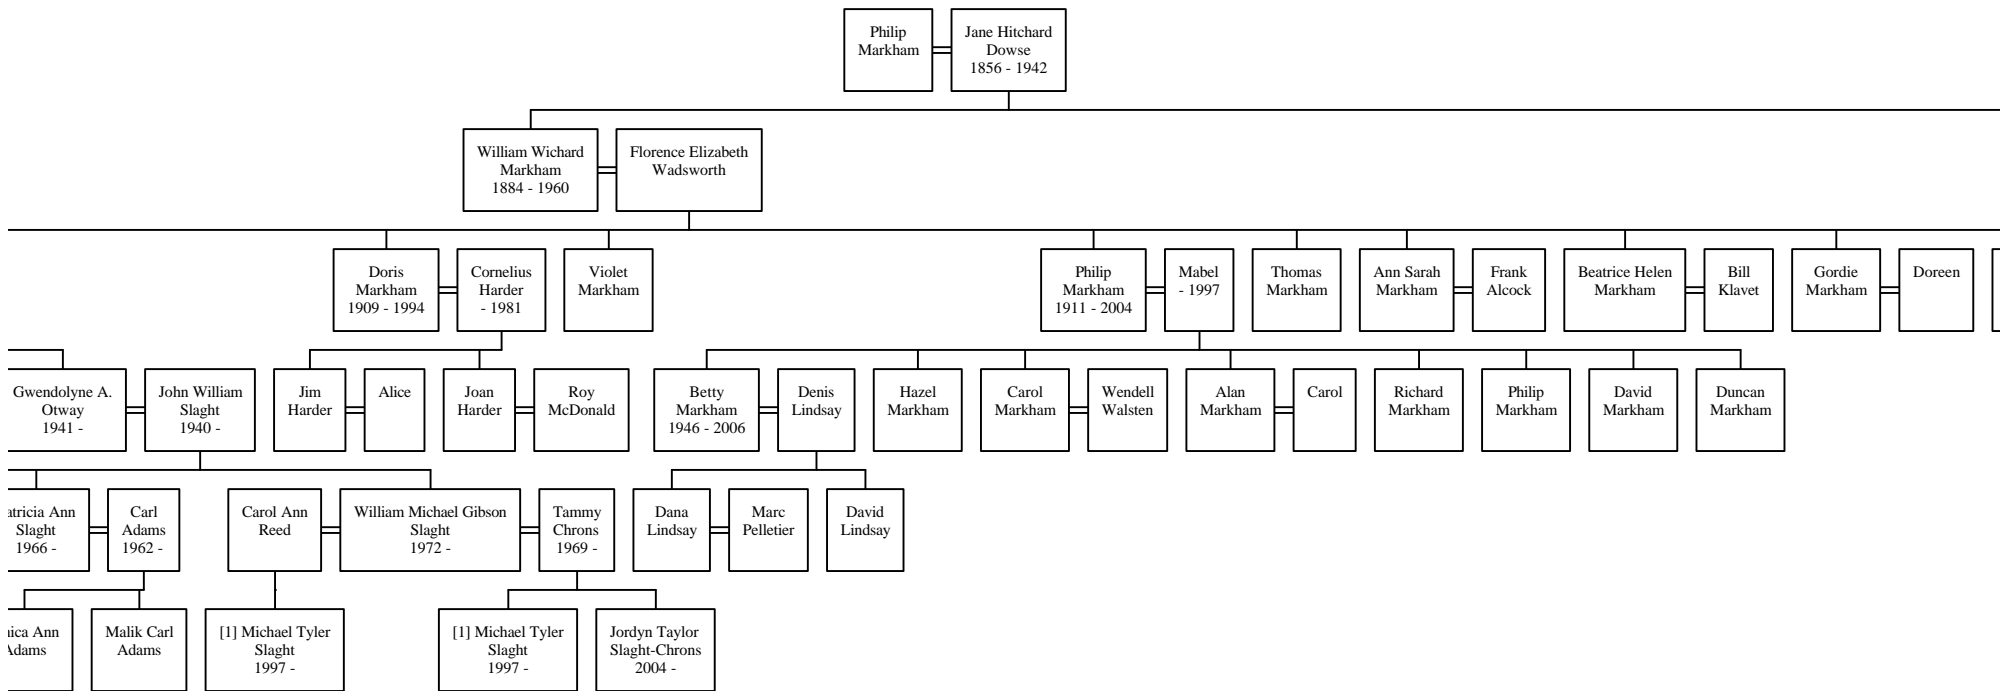 Philip
Markham
Jane Hitchard
Dowse
1856 - 1942
William Wichard
Markham
1884 - 1960
Florence Elizabeth
Wadsworth
Doris
Markham
1909 - 1994
Cornelius
Harder
- 1981
Violet
Markham
Philip
Markham
1911 - 2004
Mabel
- 1997
Thomas
Markham
Ann Sarah
Markham
Frank
Alcock
Beatrice Helen
Markham
Bill
Klavet
Gordie
Markham
Doreen
Gwendolyne A.
Otway
1941 -
John William
Slaght
1940 -
Jim
Harder
Alice
Joan
Harder
Roy
McDonald
Betty
Markham
1946 - 2006
Denis
Lindsay
Hazel
Markham
Carol
Markham
Wendell
Walsten
Alan
Markham
Carol
Richard
Markham
Philip
Markham
David
Markham
Duncan
Markham
atricia Ann
Slaght
1966 -
Carl
Adams
1962 -
Carol Ann
Reed
William Michael Gibson
Slaght
1972 -
Tammy
Chrons
1969 -
Dana
Lindsay
Marc
Pelletier
David
Lindsay
Ann
Adams
Malik Carl
Adams
[1] Michael Tyler
Slaght
1997 -
[1] Michael Tyler
Slaght
1997 -
Jordyn Taylor
Slaght-Chrons
2004 -